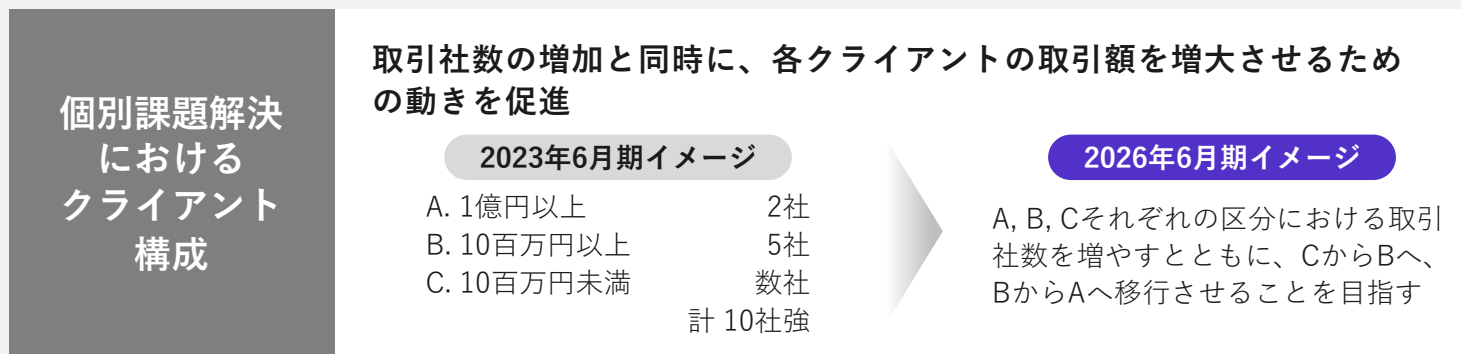 個別課題解決
における
クライアント
構成
取引社数の増加と同時に、各クライアントの取引額を増大させるため
の動きを促進
2023年6月期イメージ
A. 1億円以上 2社
B. 10百万円以上 5社
C. 10百万円未満 数社
計 10社強
2026年6月期イメージ
A, B, Cそれぞれの区分における取引
社数を増やすとともに、CからBへ、
BからAへ移行させることを目指す